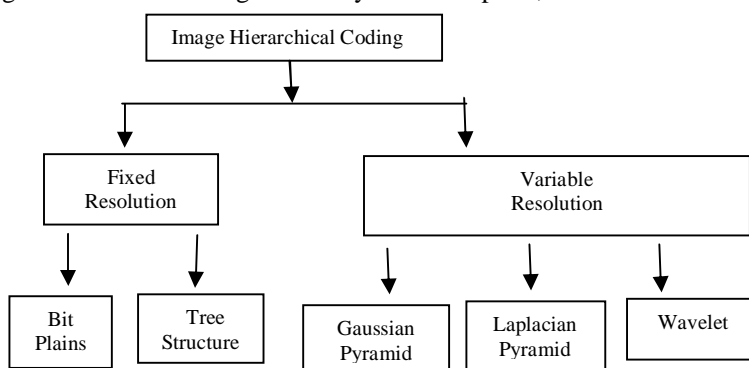 Image Hierarchical Coding
Fixed
Resolution
Variable
Resolution
Bit
Plains
Tree
Structure
Gaussian
Pyramid
Laplacian
Pyramid
Wavelet